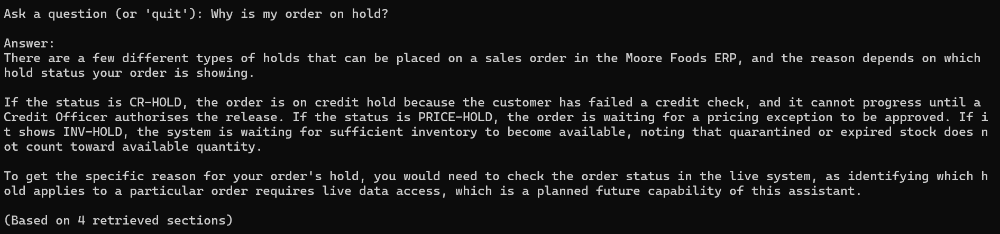 Ask a question (or 'quit'): Why is my order on hold?
Answer:
There are a few different types of holds that can be placed on a sales order in the Moore Foods ERP, and the reason depends on which
hold status your order is showing.
If the status is CR-HOLD, the order is on credit hold because the customer has failed a credit check, and it cannot progress until a
Credit Officer authorises the release. If the status is PRICE-HOLD, the order is waiting for a pricing exception to be approved. If i
t shows INV-HOLD, the system is waiting for sufficient inventory to become available, noting that quarantined or expired stock does n
ot count toward available quantity.
To get the specific reason for your order's hold, you would need to check the order status in the live system, as identifying which h
old applies to a particular order requires live data access, which is a planned future capability of this assistant.
(Based on 4 retrieved sections)